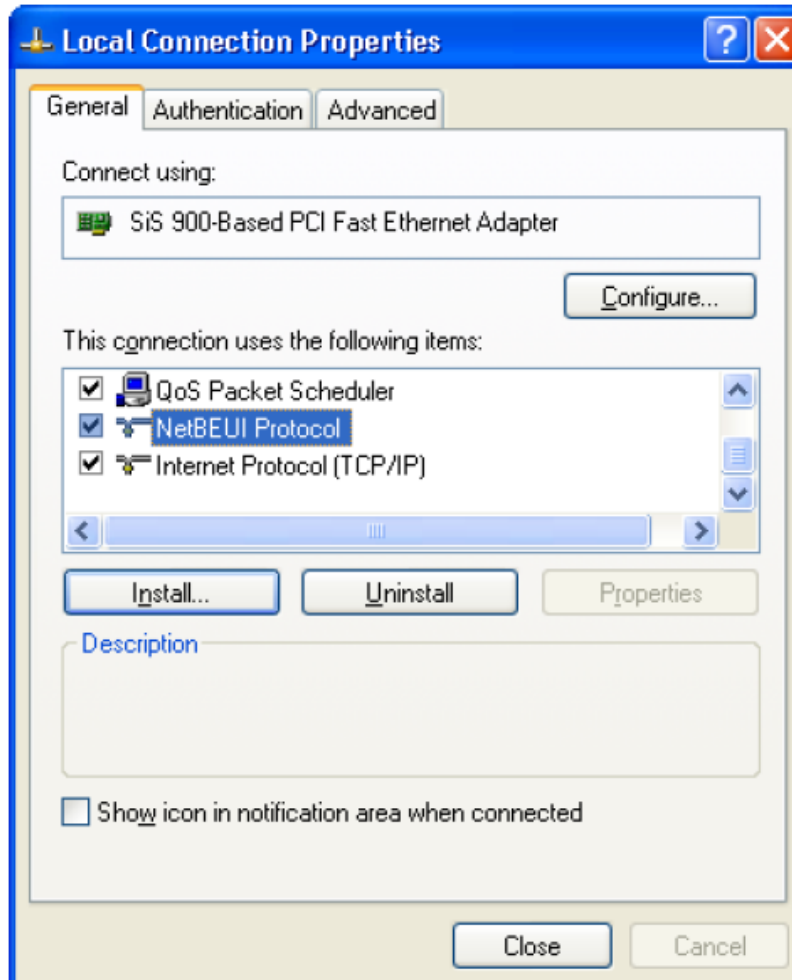 Local Connection Properties
General Authentication Advanced
Connect using:
SiS 900-Based PCI Fast Ethernet Adapter
Configure...
This connection uses the following items:
QoS Packet Scheduler
NetBEUI Protocol
Internet Protocol (TCP/IP)
Install... Uninstall Properties
Description
Show icon in notification area when connected
Close Cancel